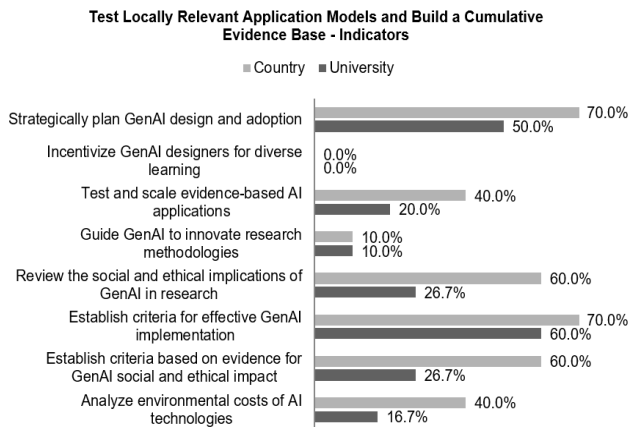 Test Locally Relevant Application Models and Build a Cumulative
Evidence Base - Indicators
Country University
Strategically plan GenAI design and adoption
70.0%
50.0%
Incentivize GenAI designers for diverse
learning
0.0%
0.0%
Test and scale evidence-based AI
applications
40.0%
20.0%
Guide GenAI to innovate research
methodologies
10.0%
10.0%
Review the social and ethical implications of
GenAI in research
60.0%
26.7%
Establish criteria for effective GenAI
implementation
70.0%
60.0%
Establish criteria based on evidence for
GenAI social and ethical impact
60.0%
26.7%
Analyze environmental costs of AI
technologies
40.0%
16.7%